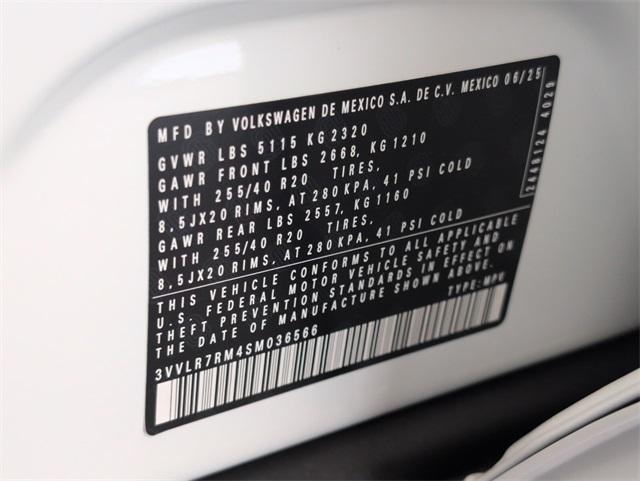 MFD BY VOLKSWAGEN DE MEXICO S.A. DE C.V. MEXICO 06/25
GVWR LBS 5115 KG 2320
GAWR FRONT LBS 2668, KG 1210
WITH 255/40 R20 TIRES,
8,5JX20 RIMS, AT 280 KPA, 41 PSI COLD
GAWR REAR LBS 2557, KG 1160
WITH 255/40 R20 TIRES,
8,5JX20 RIMS, AT 280 KPA, 41 PSI COLD
THIS VEHICLE CONFORMS TO ALL APPLICABLE
U.S. FEDERAL MOTOR VEHICLE SAFETY AND
THEFT PREVENTION STANDARDS IN EFFECT ON
THE DATE OF MANUFACTURE SHOWN ABOVE.
3VVLR7RM4SM036566 TYPE: MPV
4029